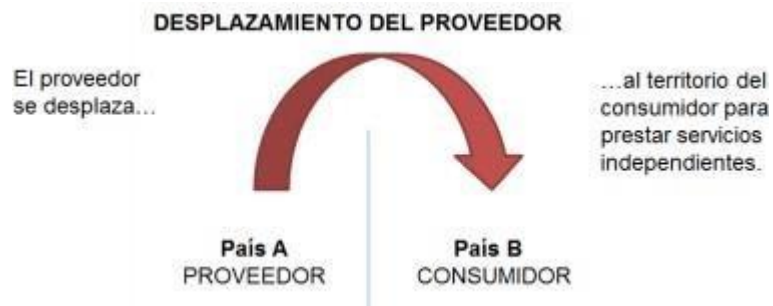 DESPLAZAMIENTO DEL PROVEEDOR
El proveedor
se desplaza…
…al territorio del
consumidor para
prestar servicios
independientes.
País A
PROVEEDOR
País B
CONSUMIDOR